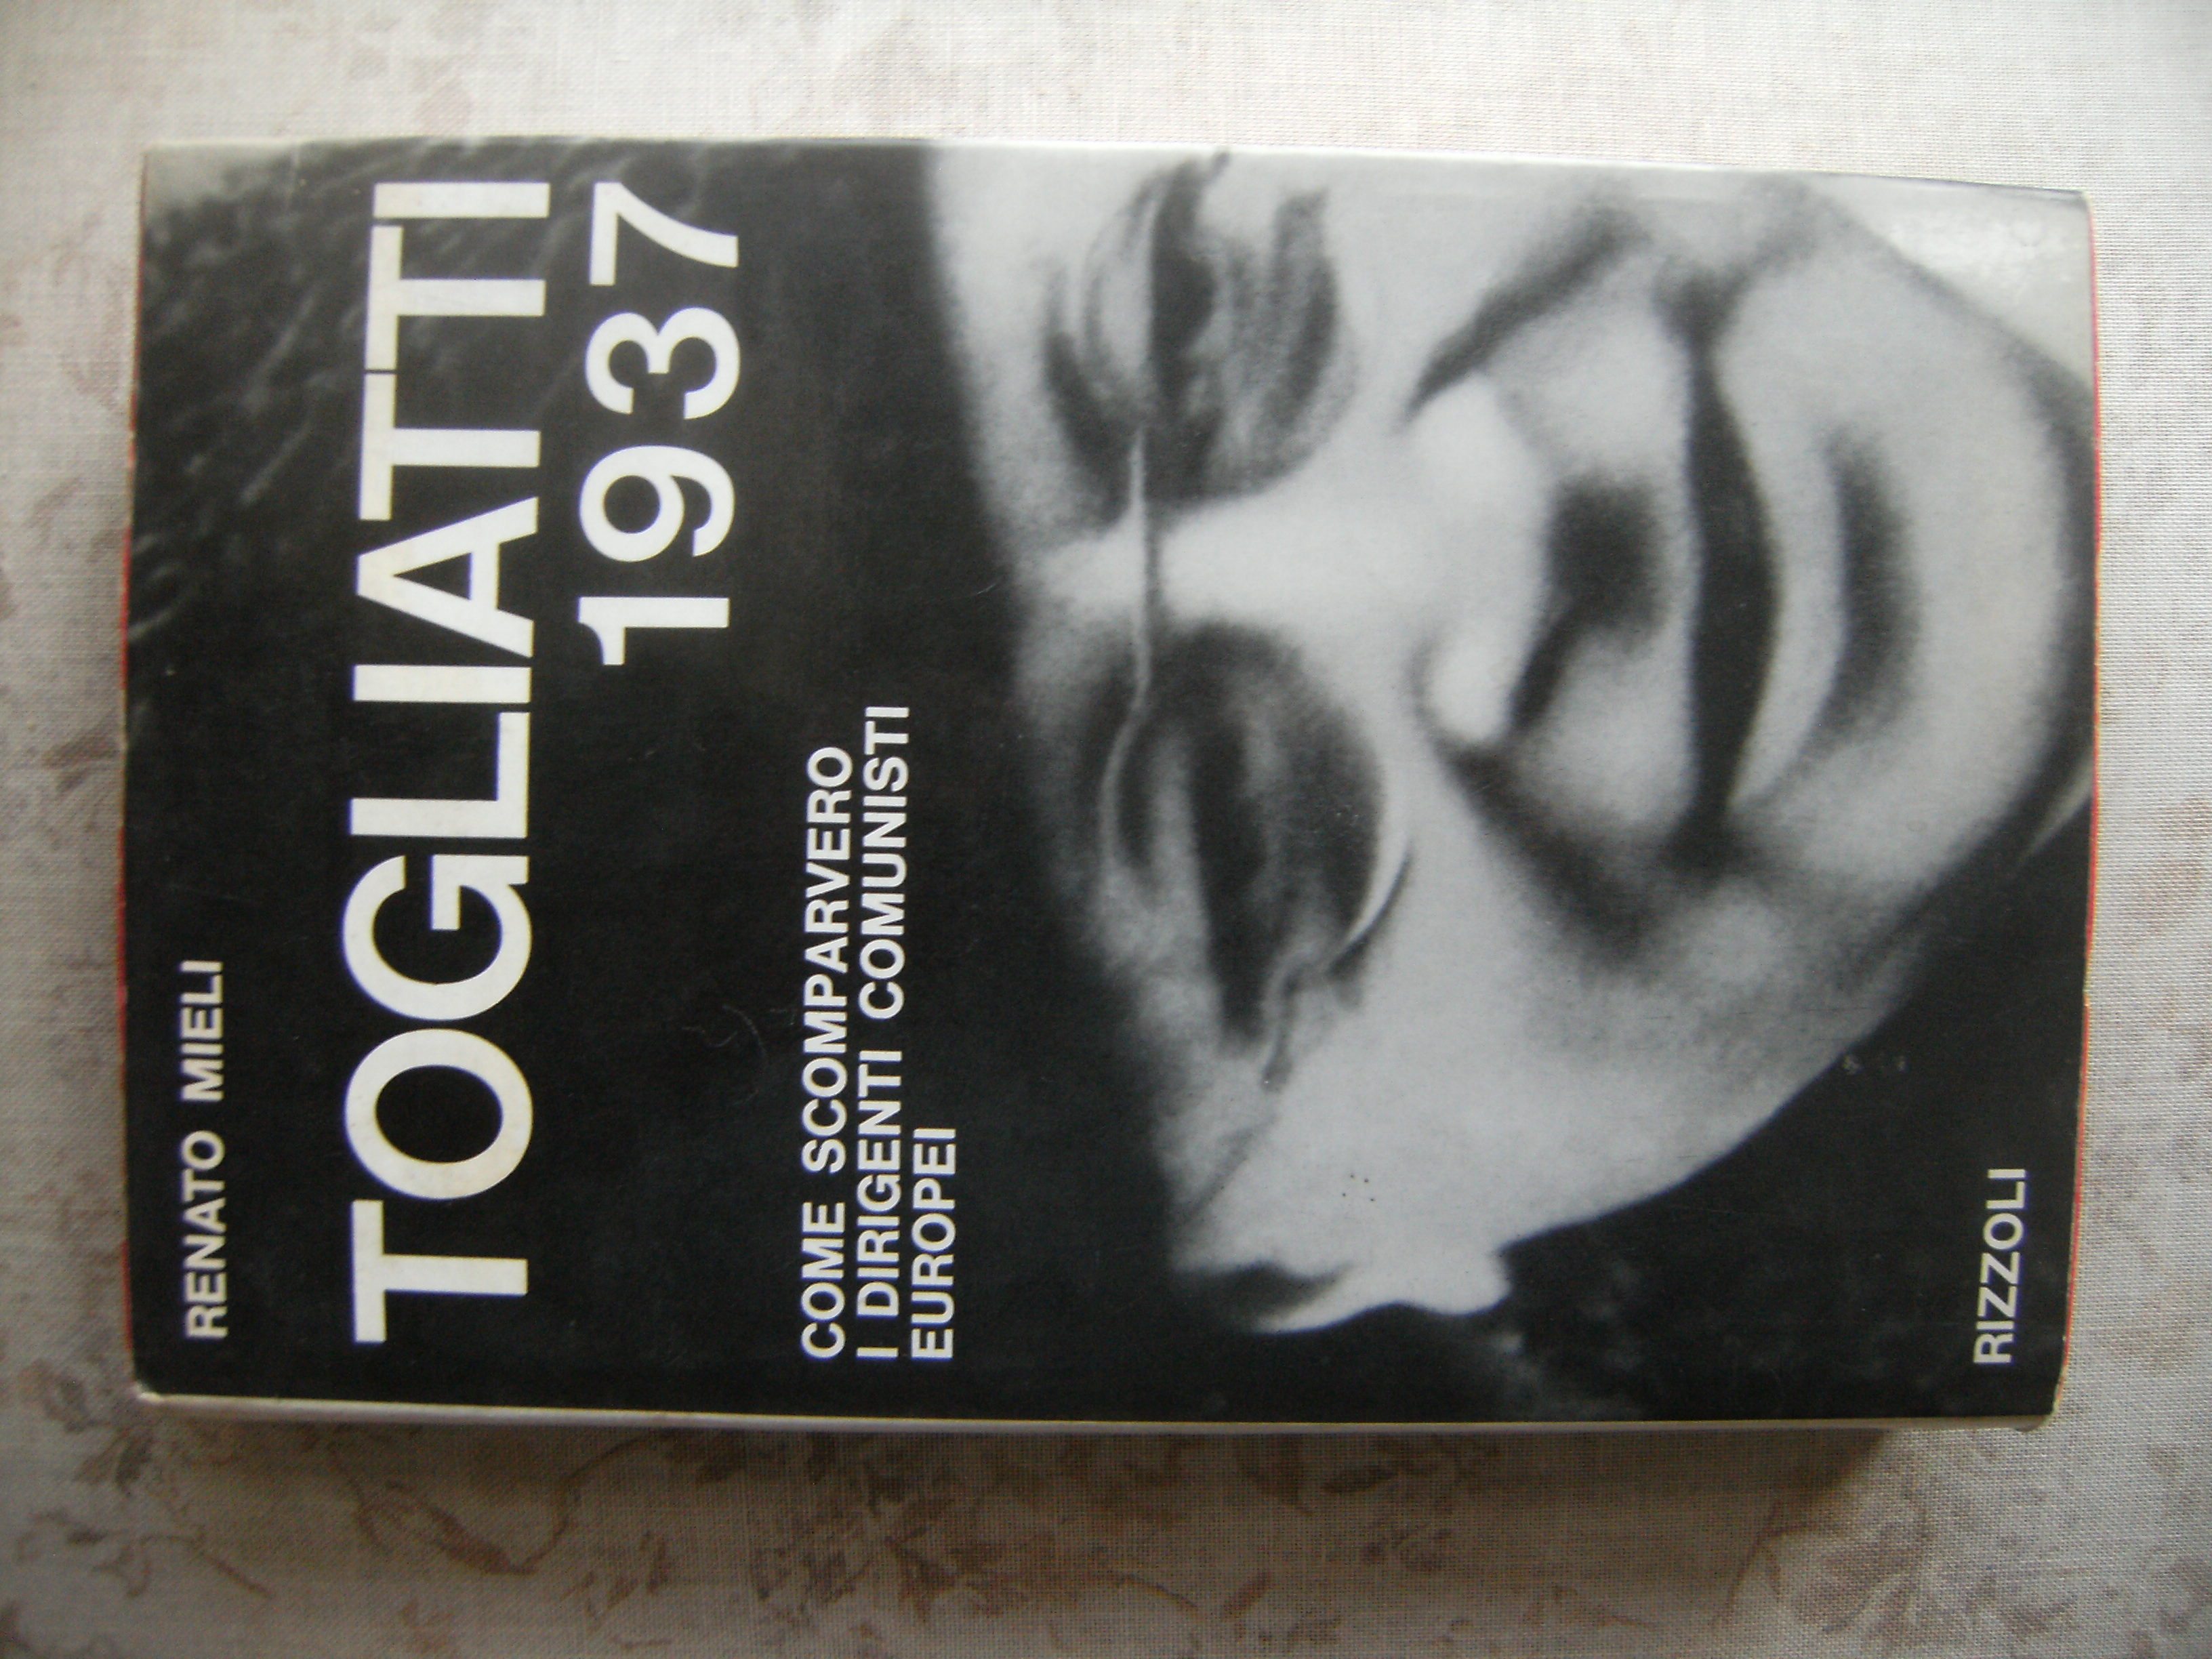 RENATO MIELI
TOGLIATTI
1937
COME SCOMPARVERO
I DIRIGENTI COMUNISTI
EUROPEI
RIZZOLI